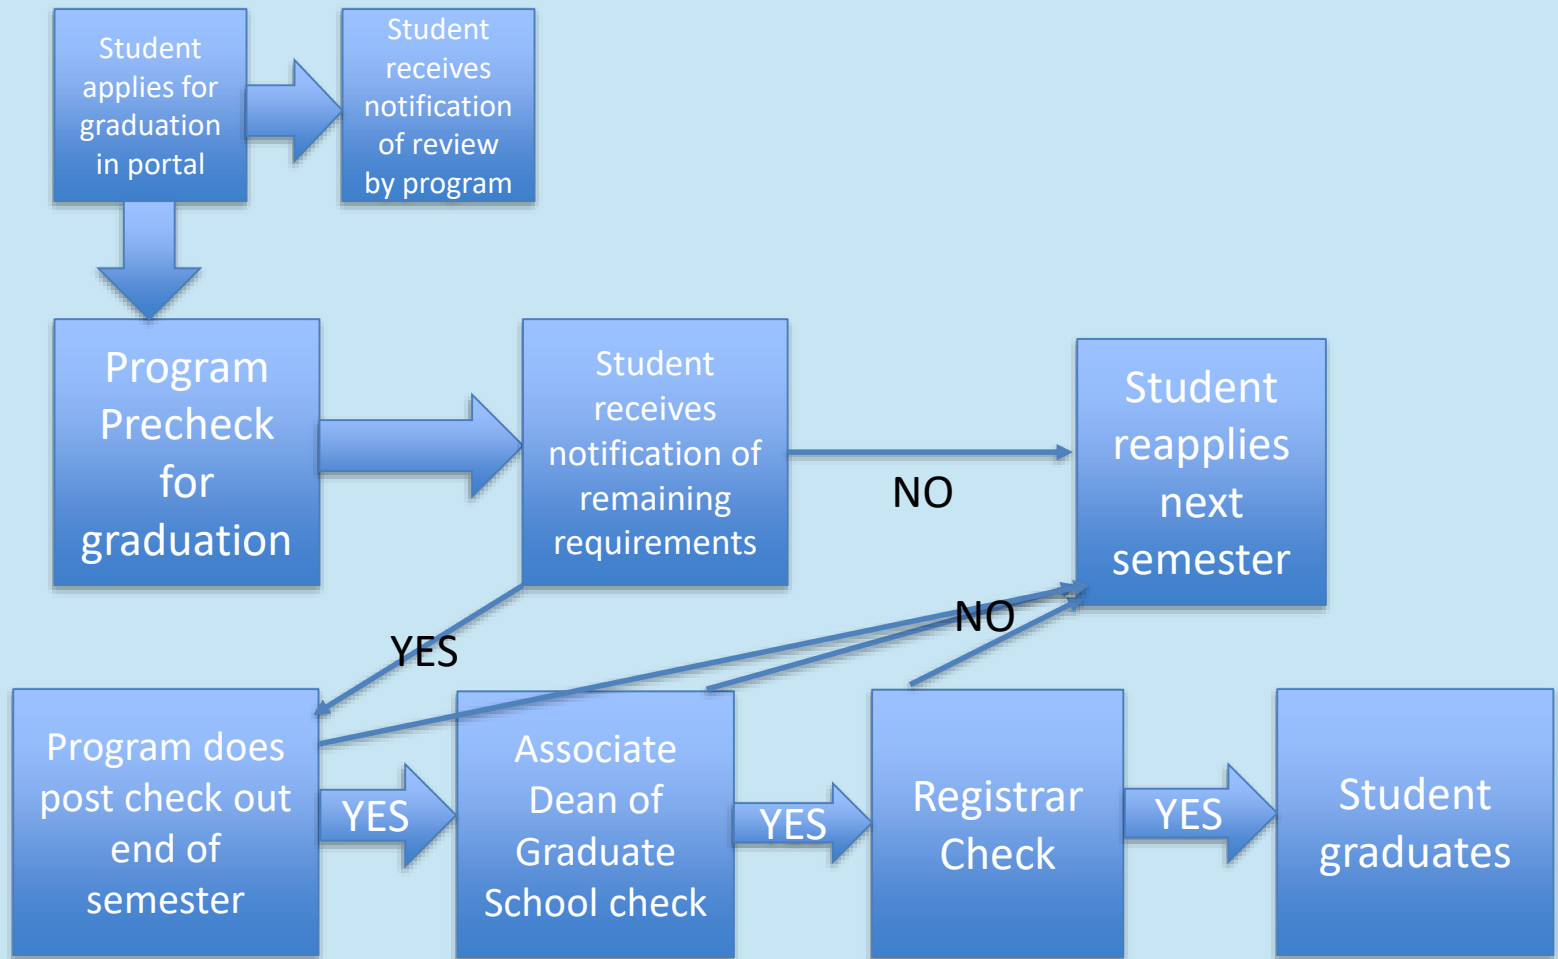 Student
applies for
graduation
in portal
Student
receives
notification
of review
by program
Program
Precheck
for
graduation
Student
receives
notification of
remaining
requirements
NO
Student
reapplies
next
semester
YES
NO
Program does
post check out
end of
semester
YES
Associate
Dean of
Graduate
School check
YES
Registrar
Check
YES
Student
graduates